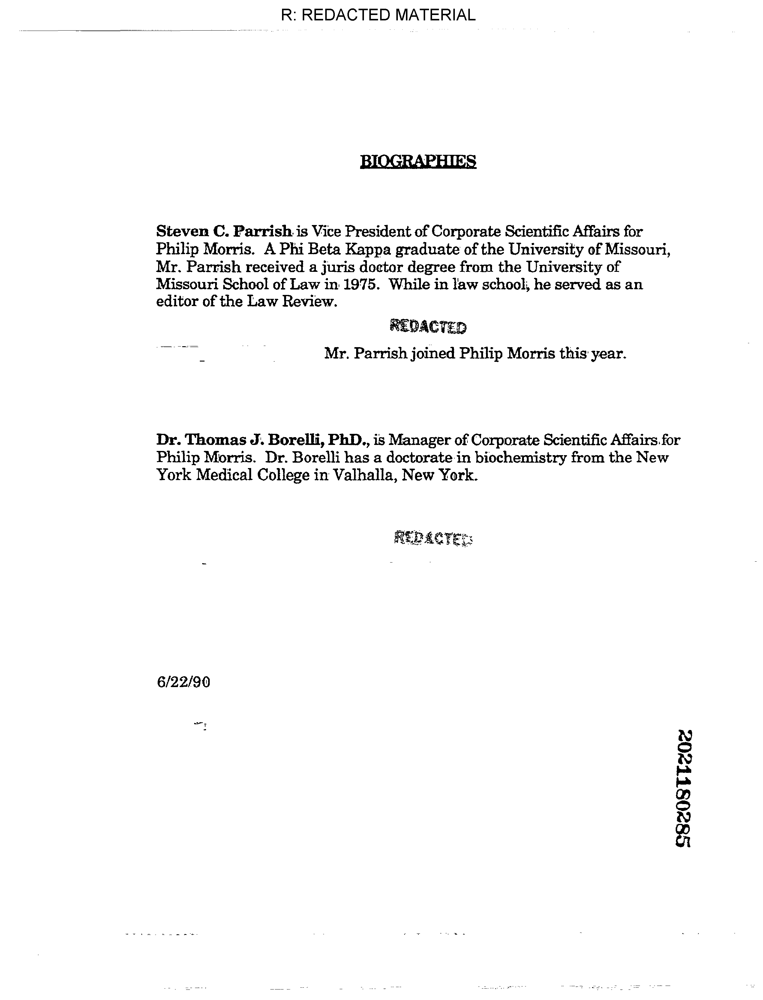 R: REDACTED MATERIAL
BIOGRAPHIES
Steven C. Parrish is Vice President of Corporate Scientific Affairs for
Philip Morris. A Phi Beta Kappa graduate of the University of Missouri,
Mr. Parrish received a juris doctor degree from the University of
Missouri School of Law in 1975. While in law school, he served as an
editor of the Law Review.
REDACTED
Mr. Parrish joined Philip Morris this year.
Dr. Thomas J. Borelli, PhD., is Manager of Corporate Scientific Affairs for
Philip Morris. Dr. Borelli has a doctorate in biochemistry from the New
York Medical College in Valhalla, New York.
REDACTED
6/22/90
2021180285